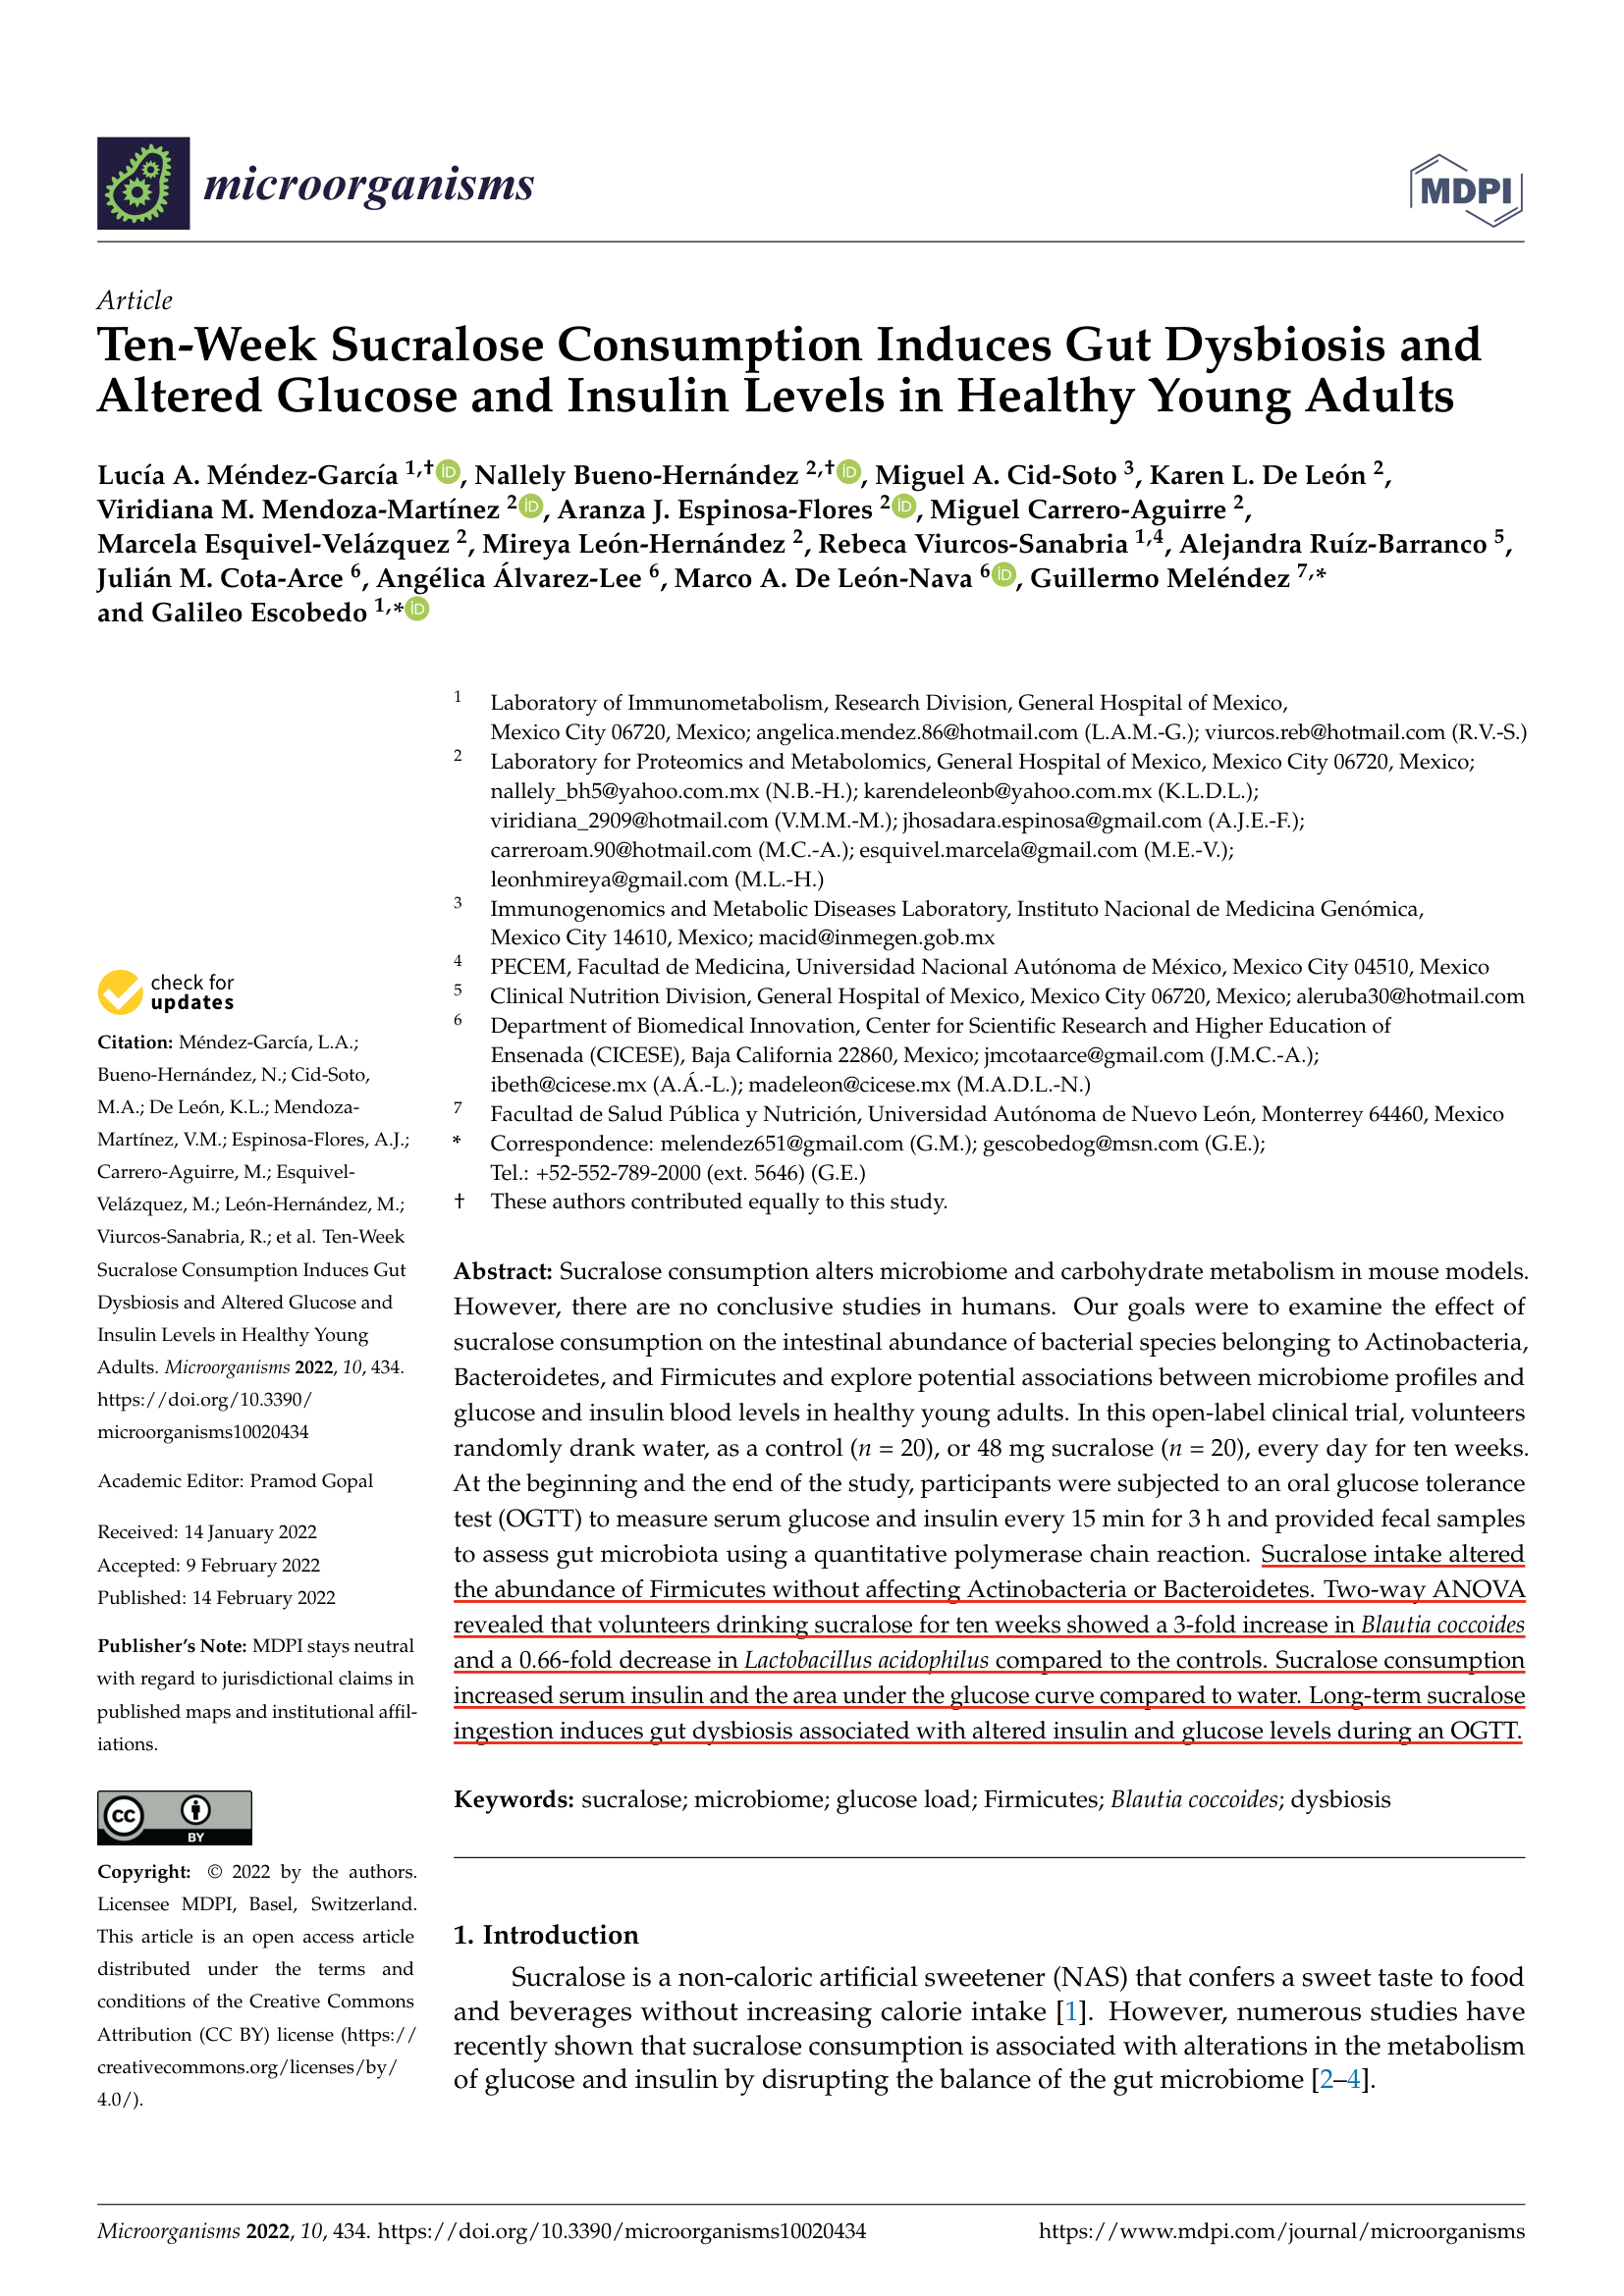 microorganisms
MDPI
Article
Ten-Week Sucralose Consumption Induces Gut Dysbiosis and
Altered Glucose and Insulin Levels in Healthy Young Adults
Lucía A. Méndez-García 1,† iD, Nallely Bueno-Hernández 2,† iD, Miguel A. Cid-Soto 3, Karen L. De León 2,
Viridiana M. Mendoza-Martínez 2 iD, Aranza J. Espinosa-Flores 2 iD, Miguel Carrero-Aguirre 2,
Marcela Esquivel-Velázquez 2, Mireya León-Hernández 2, Rebeca Viurcos-Sanabria 1,4, Alejandra Ruíz-Barranco 5,
Julián M. Cota-Arce 6, Angélica Álvarez-Lee 6, Marco A. De León-Nava 6 iD, Guillermo Meléndez 7,*
and Galileo Escobedo 1,* iD
1 Laboratory of Immunometabolism, Research Division, General Hospital of Mexico,
Mexico City 06720, Mexico; angelica.mendez.86@hotmail.com (L.A.M.-G.); viurcos.reb@hotmail.com (R.V.-S.)
2 Laboratory for Proteomics and Metabolomics, General Hospital of Mexico, Mexico City 06720, Mexico;
nallely_bh5@yahoo.com.mx (N.B.-H.); karendeleonb@yahoo.com.mx (K.L.D.L.);
viridiana_2909@hotmail.com (V.M.M.-M.); jhosadara.espinosa@gmail.com (A.J.E.-F.);
carreroam.90@hotmail.com (M.C.-A.); esquivel.marcela@gmail.com (M.E.-V.);
leonhmireya@gmail.com (M.L.-H.)
3 Immunogenomics and Metabolic Diseases Laboratory, Instituto Nacional de Medicina Genómica,
Mexico City 14610, Mexico; macid@inmegen.gob.mx
4 PECEM, Facultad de Medicina, Universidad Nacional Autónoma de México, Mexico City 04510, Mexico
5 Clinical Nutrition Division, General Hospital of Mexico, Mexico City 06720, Mexico; aleruba30@hotmail.com
6 Department of Biomedical Innovation, Center for Scientific Research and Higher Education of
Ensenada (CICESE), Baja California 22860, Mexico; jmcotaarce@gmail.com (J.M.C.-A.);
ibeth@cicese.mx (A.Á.-L.); madeleon@cicese.mx (M.A.D.L.-N.)
7 Facultad de Salud Pública y Nutrición, Universidad Autónoma de Nuevo León, Monterrey 64460, Mexico
* Correspondence: melendez651@gmail.com (G.M.); gescobedog@msn.com (G.E.);
Tel.: +52-552-789-2000 (ext. 5646) (G.E.)
† These authors contributed equally to this study.
check for
updates
Citation: Méndez-García, L.A.;
Bueno-Hernández, N.; Cid-Soto,
M.A.; De León, K.L.; Mendoza-
Martínez, V.M.; Espinosa-Flores, A.J.;
Carrero-Aguirre, M.; Esquivel-
Velázquez, M.; León-Hernández, M.;
Viurcos-Sanabria, R.; et al. Ten-Week
Sucralose Consumption Induces Gut
Dysbiosis and Altered Glucose and
Insulin Levels in Healthy Young
Adults. Microorganisms 2022, 10, 434.
https://doi.org/10.3390/
microorganisms10020434
Academic Editor: Pramod Gopal
Received: 14 January 2022
Accepted: 9 February 2022
Published: 14 February 2022
Publisher's Note: MDPI stays neutral
with regard to jurisdictional claims in
published maps and institutional affil-
iations.
cc
BY
Copyright: © 2022 by the authors.
Licensee MDPI, Basel, Switzerland.
This article is an open access article
distributed under the terms and
conditions of the Creative Commons
Attribution (CC BY) license (https://
creativecommons.org/licenses/by/
4.0/).
Abstract: Sucralose consumption alters microbiome and carbohydrate metabolism in mouse models.
However, there are no conclusive studies in humans. Our goals were to examine the effect of
sucralose consumption on the intestinal abundance of bacterial species belonging to Actinobacteria,
Bacteroidetes, and Firmicutes and explore potential associations between microbiome profiles and
glucose and insulin blood levels in healthy young adults. In this open-label clinical trial, volunteers
randomly drank water, as a control (n = 20), or 48 mg sucralose (n = 20), every day for ten weeks.
At the beginning and the end of the study, participants were subjected to an oral glucose tolerance
test (OGTT) to measure serum glucose and insulin every 15 min for 3 h and provided fecal samples
to assess gut microbiota using a quantitative polymerase chain reaction. Sucralose intake altered
the abundance of Firmicutes without affecting Actinobacteria or Bacteroidetes. Two-way ANOVA
revealed that volunteers drinking sucralose for ten weeks showed a 3-fold increase in Blautia coccoides
and a 0.66-fold decrease in Lactobacillus acidophilus compared to the controls. Sucralose consumption
increased serum insulin and the area under the glucose curve compared to water. Long-term sucralose
ingestion induces gut dysbiosis associated with altered insulin and glucose levels during an OGTT.
Keywords: sucralose; microbiome; glucose load; Firmicutes; Blautia coccoides; dysbiosis
1. Introduction
Sucralose is a non-caloric artificial sweetener (NAS) that confers a sweet taste to food
and beverages without increasing calorie intake [1]. However, numerous studies have
recently shown that sucralose consumption is associated with alterations in the metabolism
of glucose and insulin by disrupting the balance of the gut microbiome [2–4].
Microorganisms 2022, 10, 434. https://doi.org/10.3390/microorganisms10020434
https://www.mdpi.com/journal/microorganisms